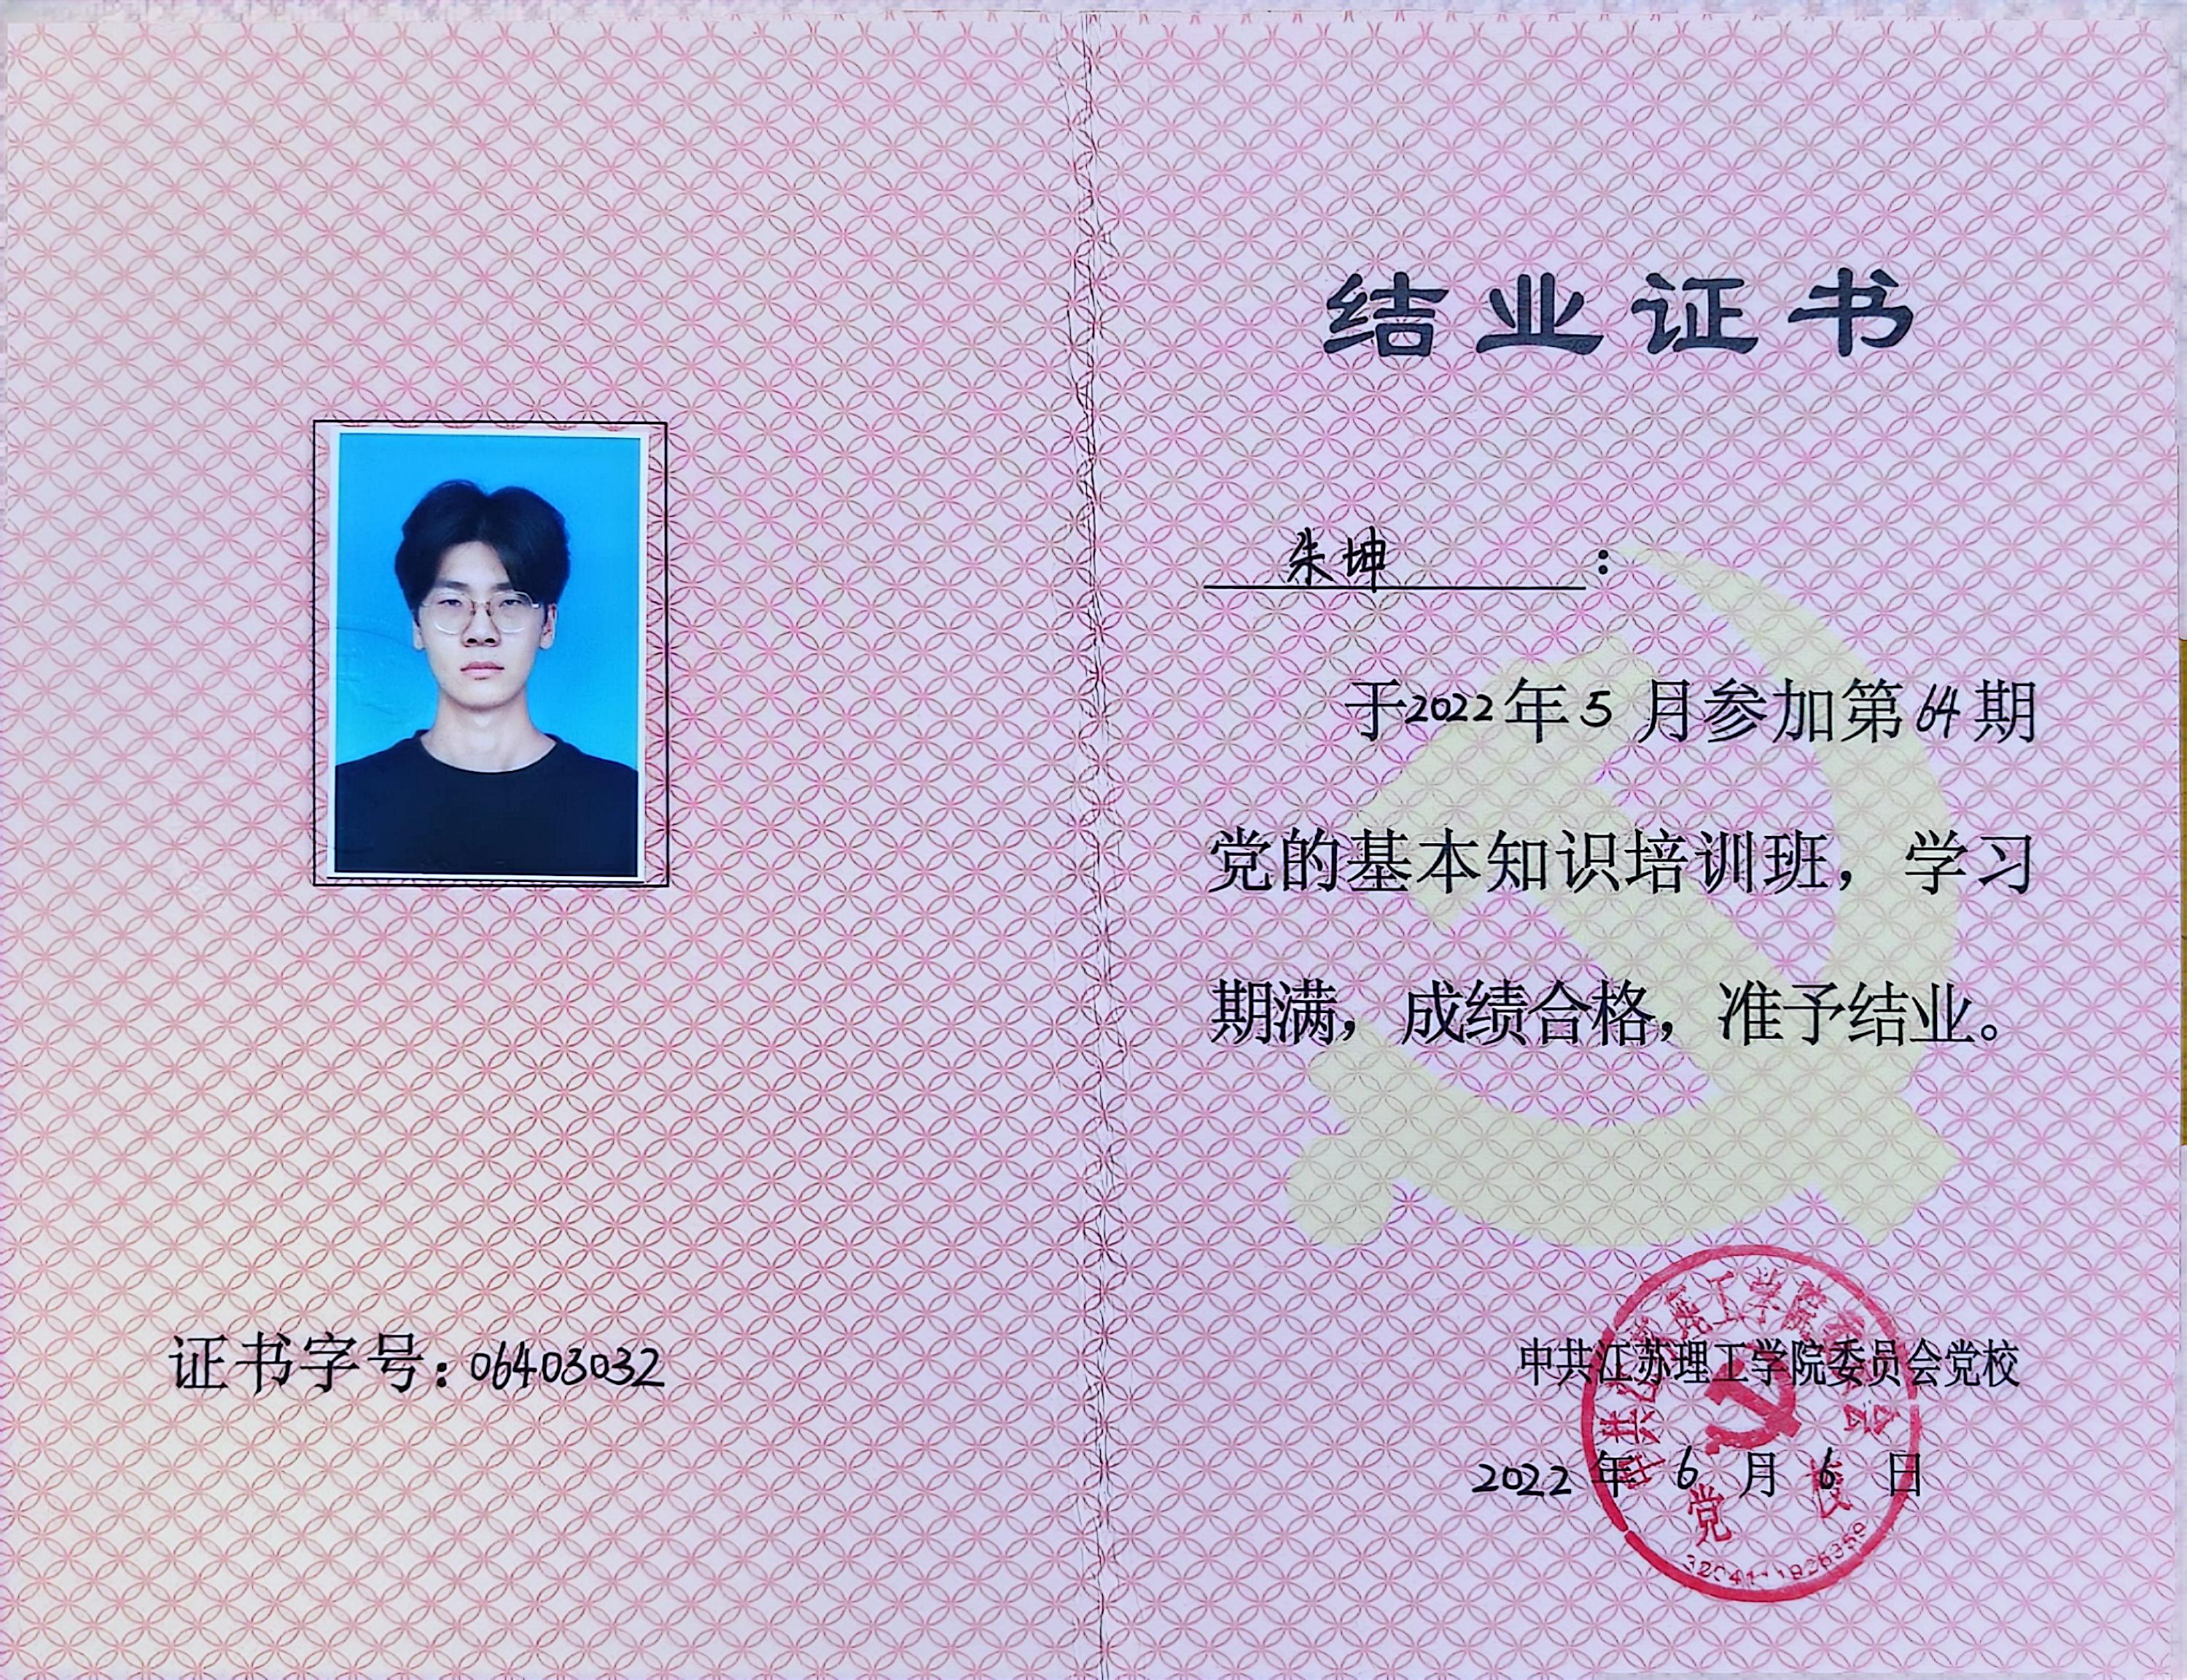 结业证书
朱坤：
于2022年5月参加第64期
党的基本知识培训班，学习
期满，成绩合格，准予结业。
证书字号：06403032
中共江苏理工学院委员会党校
2022年6月6日
中共江苏理工学院委员会
党校